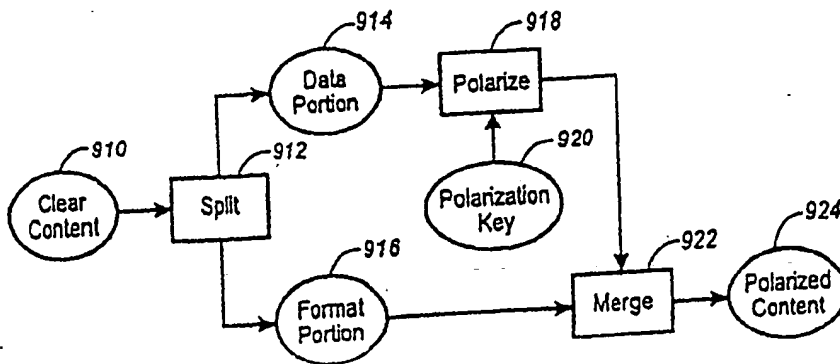 914
Data
Portion
918
Polarize
910
Clear
Content
912
Split
920
Polarization
Key
916
Format
Portion
922
Merge
924
Polarized
Content